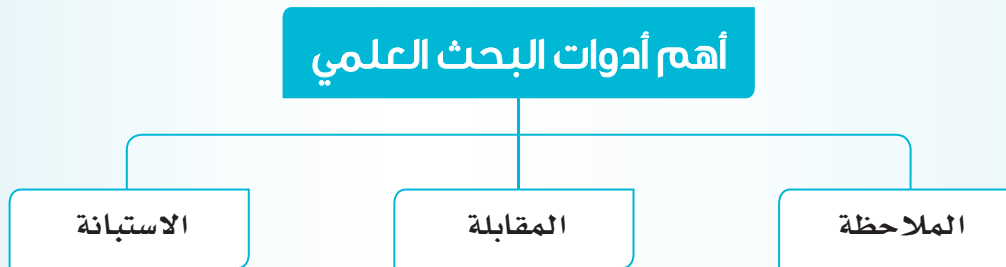 أهم أدوات البحث العلمي
الملاحظة
المقابلة
الاستبانة